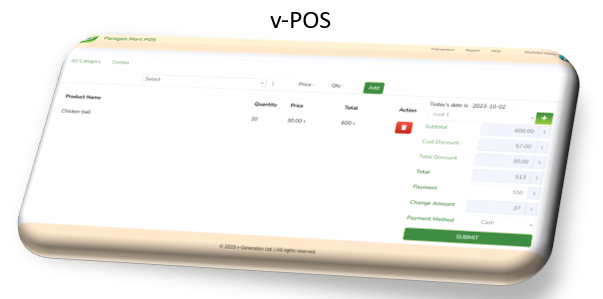 v-POS
Paragon Mart POS
Transaction Report POS
All Category Combo
Select Price : Qty : Add
Today's date is : 2023-10-02
cust 1
Product Name Quantity Price Total Action
Chicken ball 20 30.00 ৳ 600 ৳
Subtotal 600.00 ৳
Cust Discount 57.00 ৳
Total Discount 30.00 ৳
Total 513 ৳
Payment 550 ৳
Change Amount 37 ৳
Payment Method Cash
SUBMIT
© 2023 v-Generation Ltd. | All rights reserved